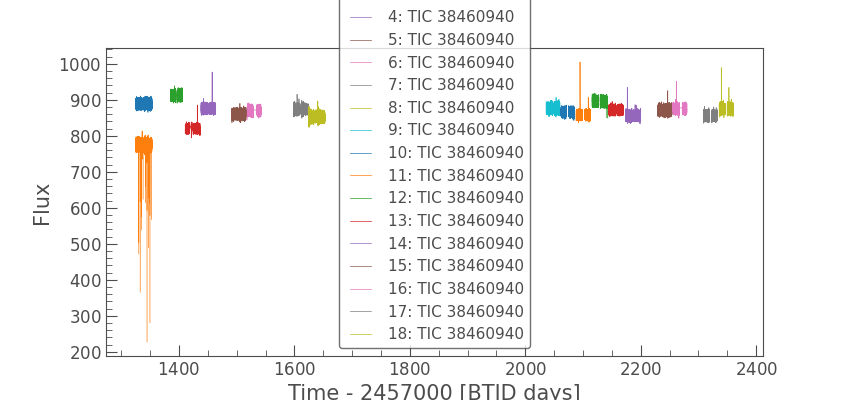 4: TIC 38460940
5: TIC 38460940
6: TIC 38460940
7: TIC 38460940
8: TIC 38460940
9: TIC 38460940
10: TIC 38460940
11: TIC 38460940
12: TIC 38460940
13: TIC 38460940
14: TIC 38460940
15: TIC 38460940
16: TIC 38460940
17: TIC 38460940
18: TIC 38460940
1000
900
800
700
600
500
400
300
200
Flux
1400 1600 1800 2000 2200 2400
Time - 2457000 [BTJD days]